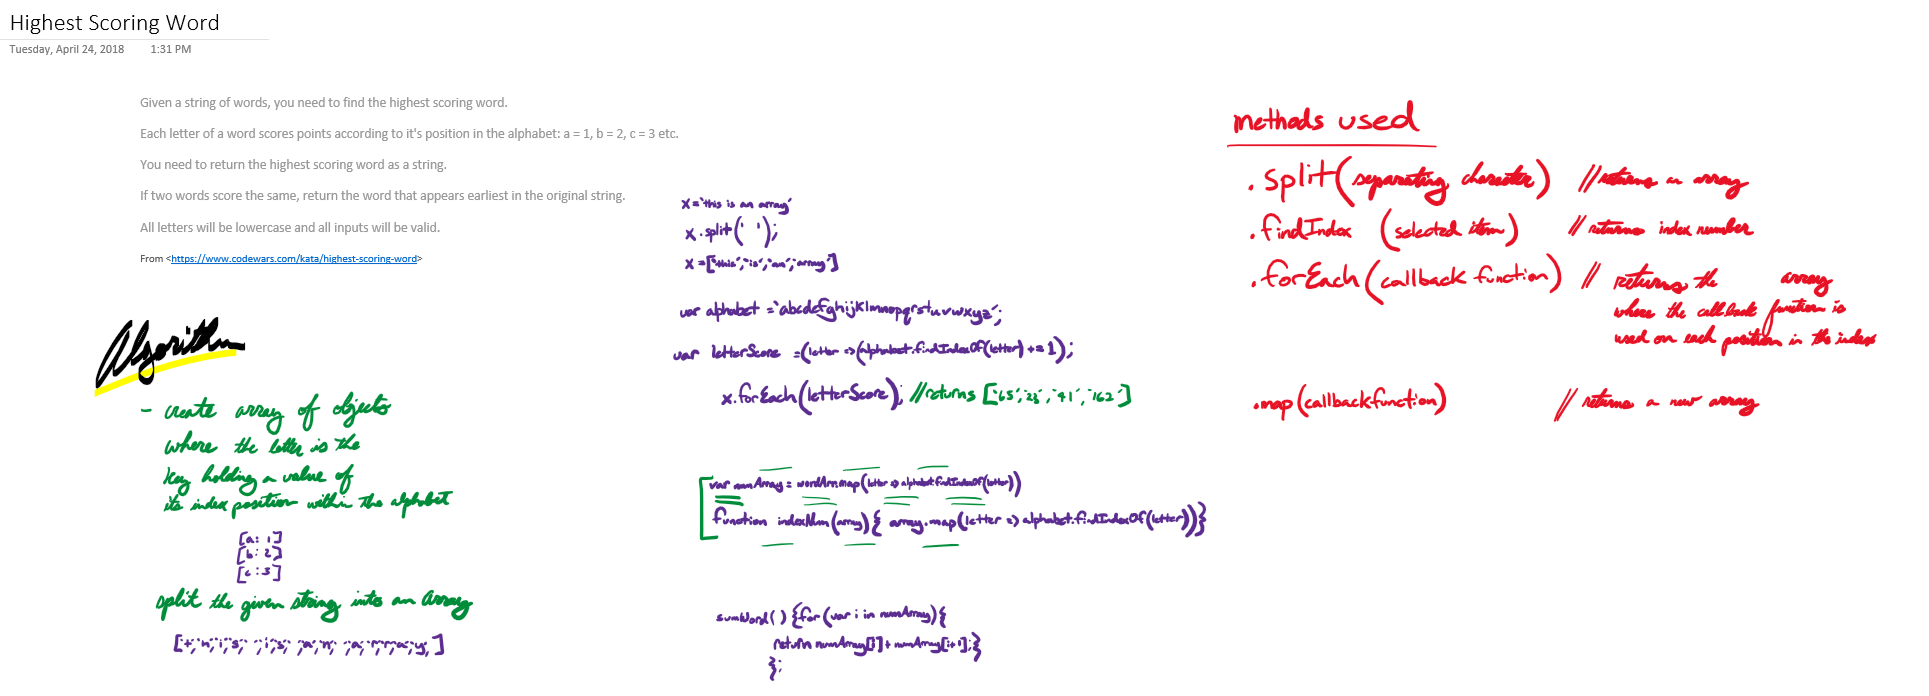 Highest Scoring Word
Tuesday, April 24, 2018 1:31 PM
Given a string of words, you need to find the highest scoring word.
Each letter of a word scores points according to it's position in the alphabet: a = 1, b = 2, c = 3 etc.
You need to return the highest scoring word as a string.
If two words score the same, return the word that appears earliest in the original string.
All letters will be lowercase and all inputs will be valid.
From <https://www.codewars.com/kata/highest-scoring-word>
Algorithm
- create array of objects
where the letter is the
key holding a value of
its index position within the alphabet
[a: 1]
[b: 2]
[c: 3]
split the given string into an array
['t','h','i','s',' ','i','s',' ','a','n',' ','a','r','r','a','y',]
x='this is an array'
x.split(' ');
x=['this','is','an','array']
var alphabet ='abcdefghijklmnopqrstuvwxyz';
var letterScore =(letter =>(alphabet.findIndexOf(letter) += 1);
x.forEach(letterScore); //returns ['65','28','41','162']
var numArray = wordArr.map(letter => alphabet.findIndexOf(letter))
function indexNum(array){ array.map(letter => alphabet.findIndexOf(letter))}
sumWord() {for (var i in numArray){
return numArray[i] + numArray[i+1];}
};
methods used
.split(separating character) //returns an array
.findIndex (selected item) //returns index number
.forEach(callback function) // returns the array
where the callback function is
used on each position in the index
.map(callbackfunction) // returns a new array